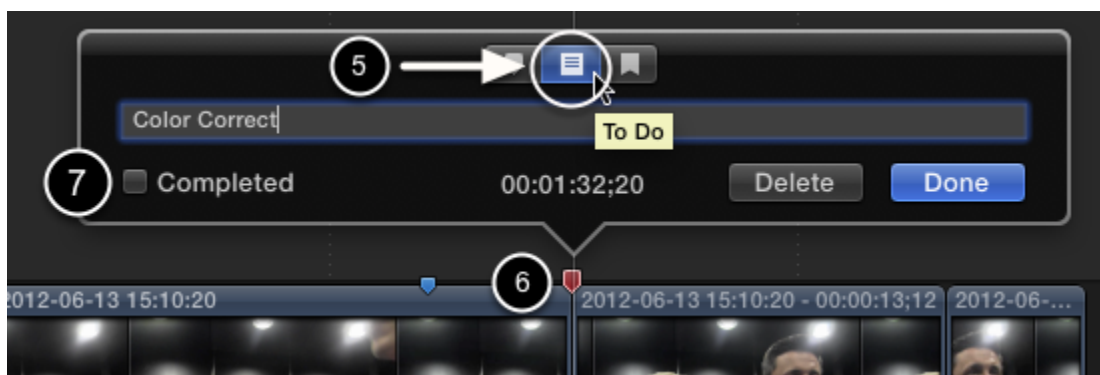 5
Color Correct
To Do
7
Completed
00:01:32;20
Delete
Done
6
2012-06-13 15:10:20
2012-06-13 15:10:20 - 00:00:13;12
2012-06-...